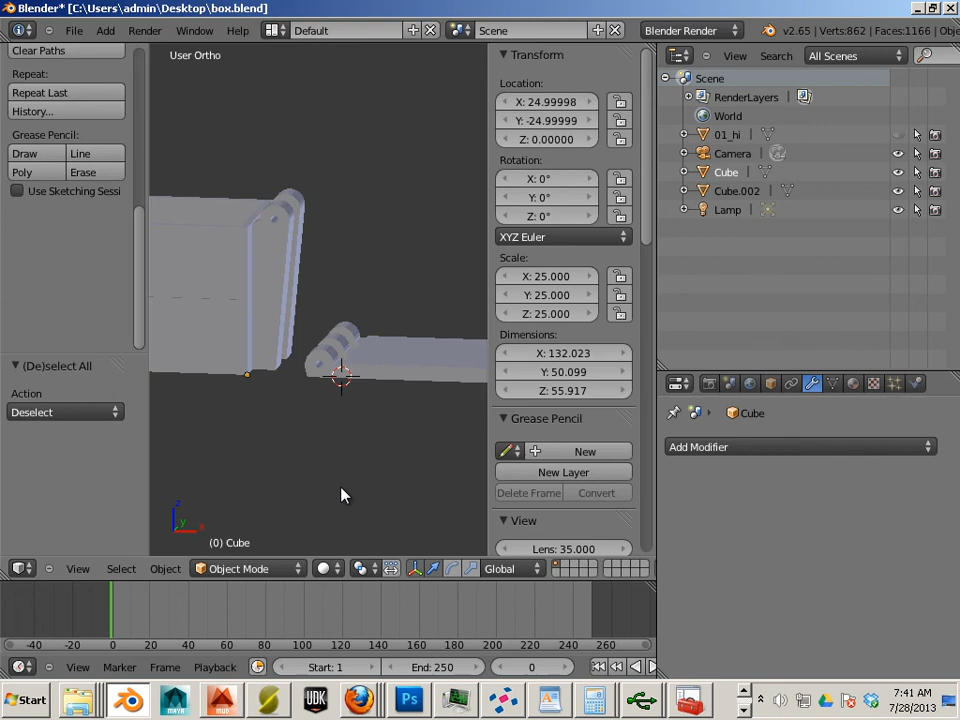 Blender* [C:\Users\admin\Desktop\box.blend]
File Add Render Window Help Default Scene Blender Render v2.65 | Verts:862 | Faces:1166 | Obje
Clear Paths
Repeat:
Repeat Last
History...
Grease Pencil:
Draw Line
Poly Erase
Use Sketching Sessi
(De)select All
Action
Deselect
User Ortho
z
y
x
(0) Cube
Transform
Location:
X: 24.99998
Y: -24.99999
Z: 0.00000
Rotation:
X: 0°
Y: 0°
Z: 0°
XYZ Euler
Scale:
X: 25.000
Y: 25.000
Z: 25.000
Dimensions:
X: 132.023
Y: 50.099
Z: 55.917
Grease Pencil
New
New Layer
Delete Frame Convert
View
Lens: 35.000
View Search All Scenes
Scene
RenderLayers |
World
01_hi |
Camera |
Cube |
Cube.002 |
Lamp |
Cube
Add Modifier
View Select Object Object Mode Global
-40 -20 0 20 40 60 80 100 120 140 160 180 200 220 240 260
View Marker Frame Playback Start: 1 End: 250 0
Start MAYA MUD UDK Ps 7:41 AM
7/28/2013